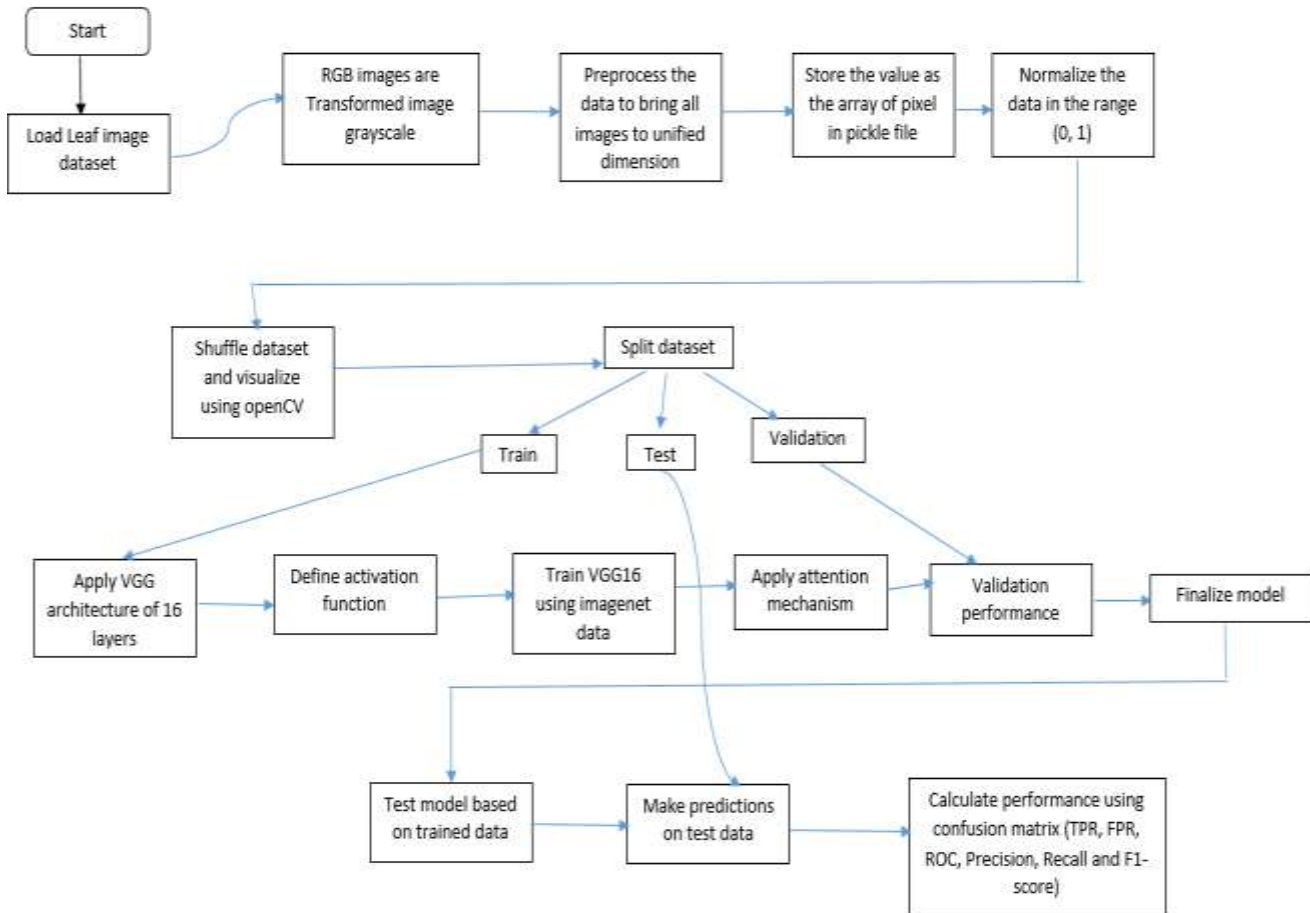 Start
Load Leaf image
dataset
RGB images are
Transformed image
grayscale
Preprocess the
data to bring all
images to unified
dimension
Store the value as
the array of pixel
in pickle file
Normalize the
data in the range
(0, 1)
Shuffle dataset
and visualize
using openCV
Split dataset
Train
Test
Validation
Apply VGG
architecture of 16
layers
Define activation
function
Train VGG16
using imagenet
data
Apply attention
mechanism
Validation
performance
Finalize model
Test model based
on trained data
Make predictions
on test data
Calculate performance using
confusion matrix (TPR, FPR,
ROC, Precision, Recall and F1-
score)